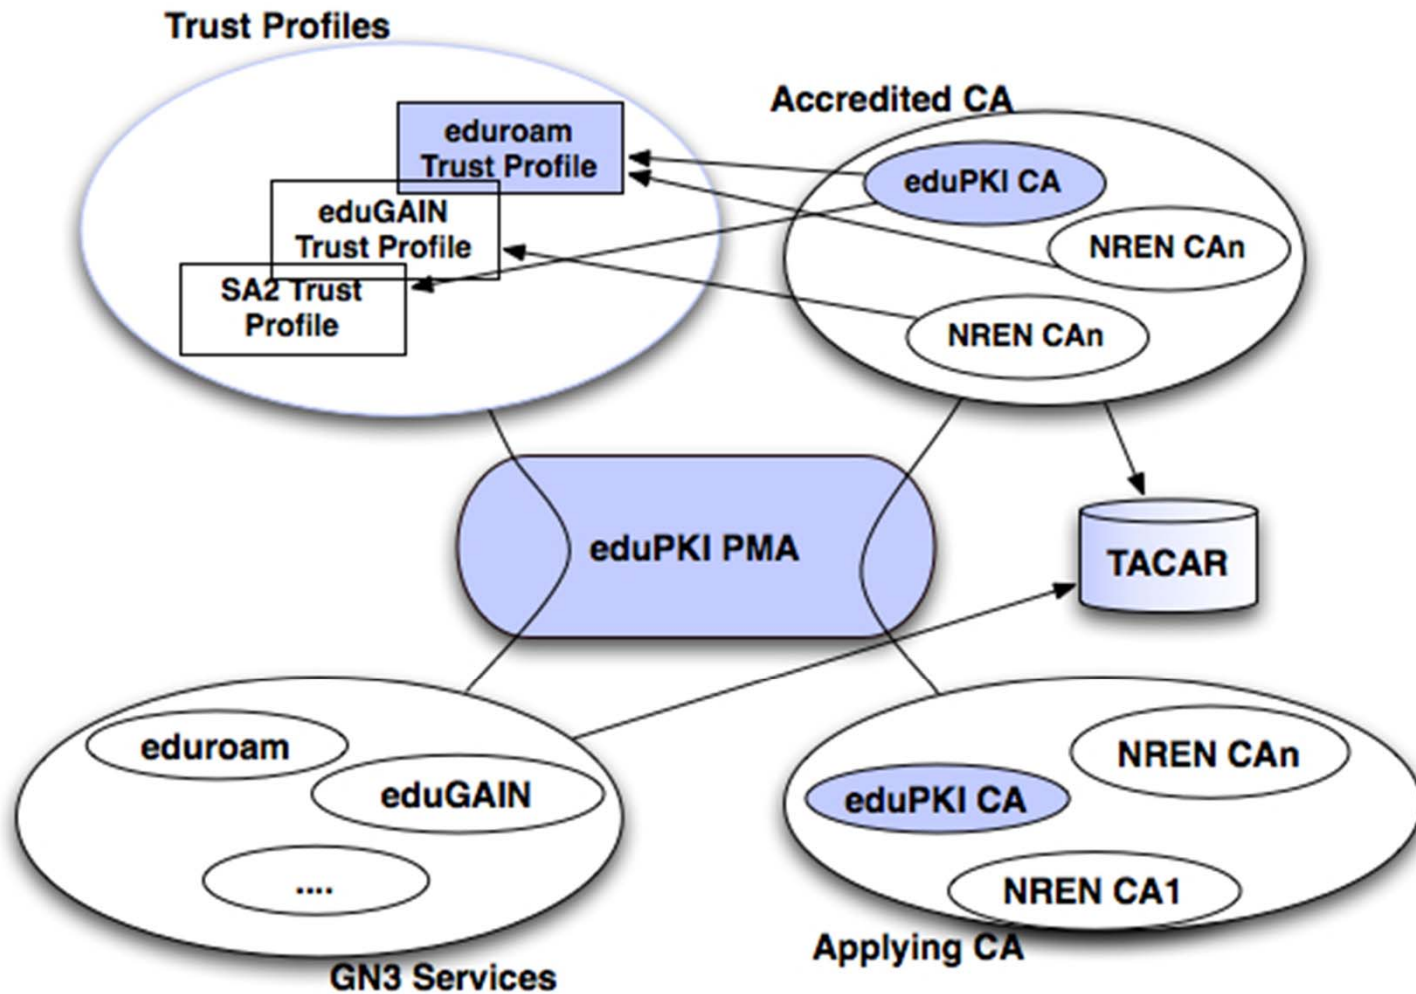 Trust Profiles
eduroam
Trust Profile
eduGAIN
Trust Profile
SA2 Trust
Profile
Accredited CA
eduPKI CA
NREN CAn
NREN CAn
eduPKI PMA
TACAR
eduroam
eduGAIN
....
GN3 Services
NREN CAn
eduPKI CA
NREN CA1
Applying CA